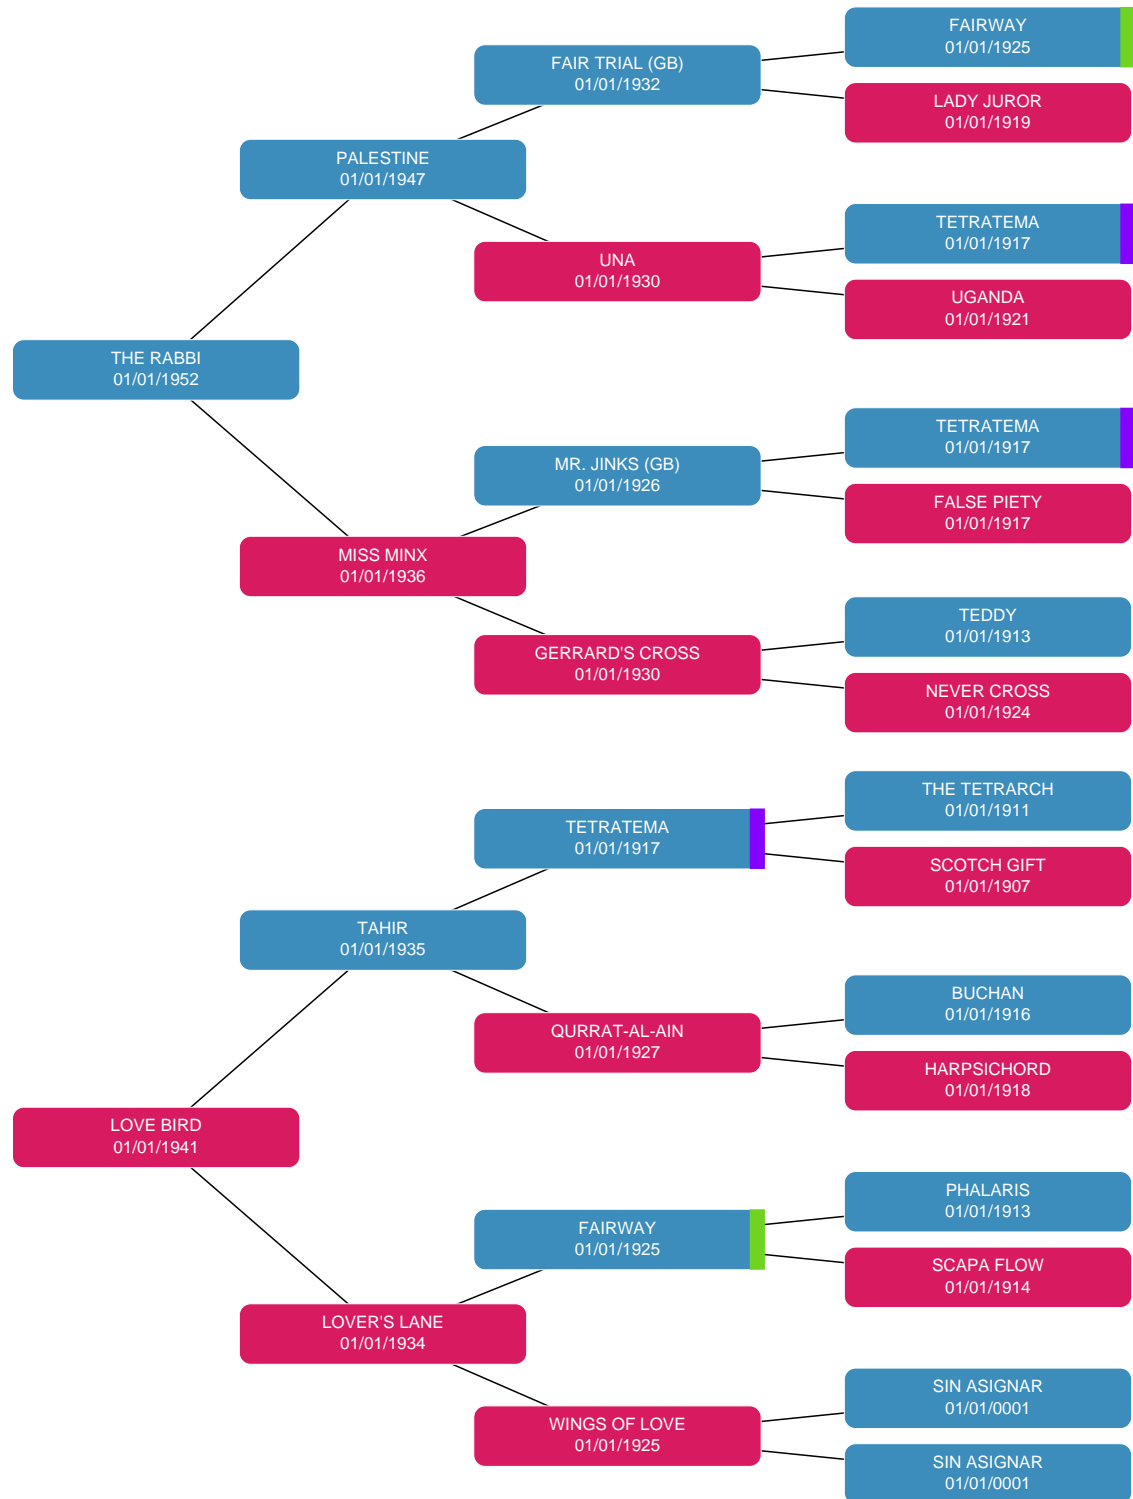 FAIRWAY
01/01/1925
FAIR TRIAL (GB)
01/01/1932
LADY JUROR
01/01/1919
PALESTINE
01/01/1947
TETRATEMA
01/01/1917
UNA
01/01/1930
UGANDA
01/01/1921
THE RABBI
01/01/1952
TETRATEMA
01/01/1917
MR. JINKS (GB)
01/01/1926
FALSE PIETY
01/01/1917
MISS MINX
01/01/1936
TEDDY
01/01/1913
GERRARD'S CROSS
01/01/1930
NEVER CROSS
01/01/1924
THE TETRARCH
01/01/1911
TETRATEMA
01/01/1917
SCOTCH GIFT
01/01/1907
TAHIR
01/01/1935
BUCHAN
01/01/1916
QURRAT-AL-AIN
01/01/1927
HARPSICHORD
01/01/1918
LOVE BIRD
01/01/1941
PHALARIS
01/01/1913
FAIRWAY
01/01/1925
SCAPA FLOW
01/01/1914
LOVER'S LANE
01/01/1934
SIN ASIGNAR
01/01/0001
WINGS OF LOVE
01/01/1925
SIN ASIGNAR
01/01/0001